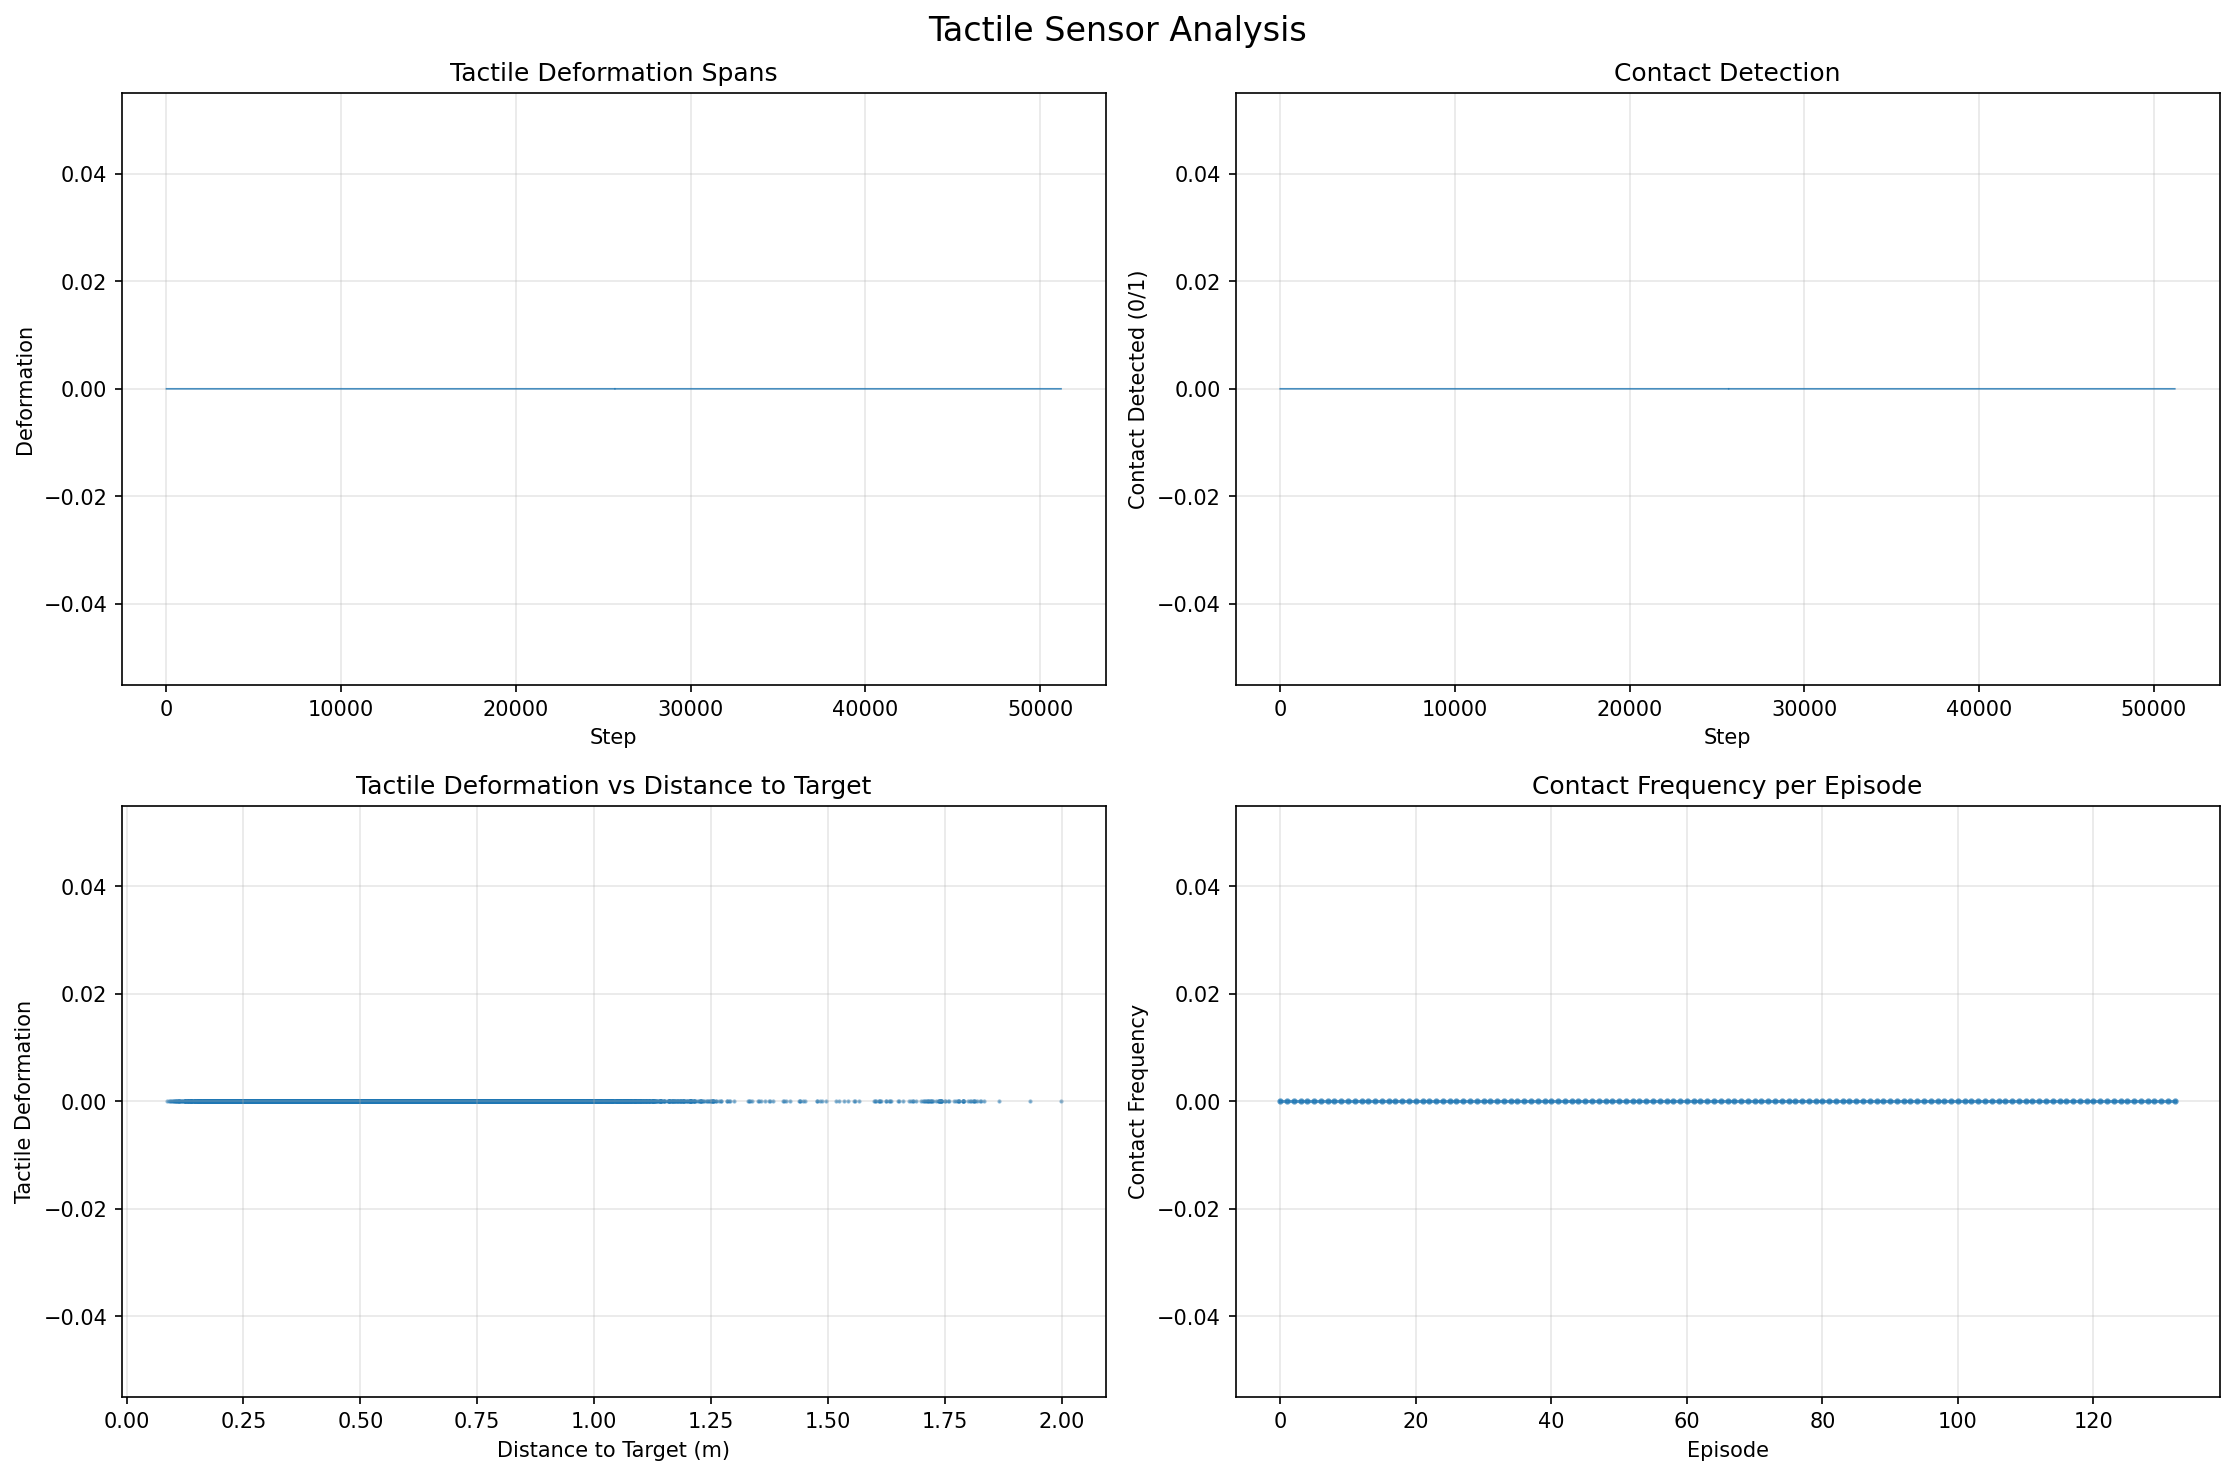 Tactile Sensor Analysis
Tactile Deformation Spans
Deformation
0.04
0.02
0.00
−0.02
−0.04
0 10000 20000 30000 40000 50000
Step
Contact Detection
Contact Detected (0/1)
0.04
0.02
0.00
−0.02
−0.04
0 10000 20000 30000 40000 50000
Step
Tactile Deformation vs Distance to Target
Tactile Deformation
0.04
0.02
0.00
−0.02
−0.04
0.00 0.25 0.50 0.75 1.00 1.25 1.50 1.75 2.00
Distance to Target (m)
Contact Frequency per Episode
Contact Frequency
0.04
0.02
0.00
−0.02
−0.04
0 20 40 60 80 100 120
Episode